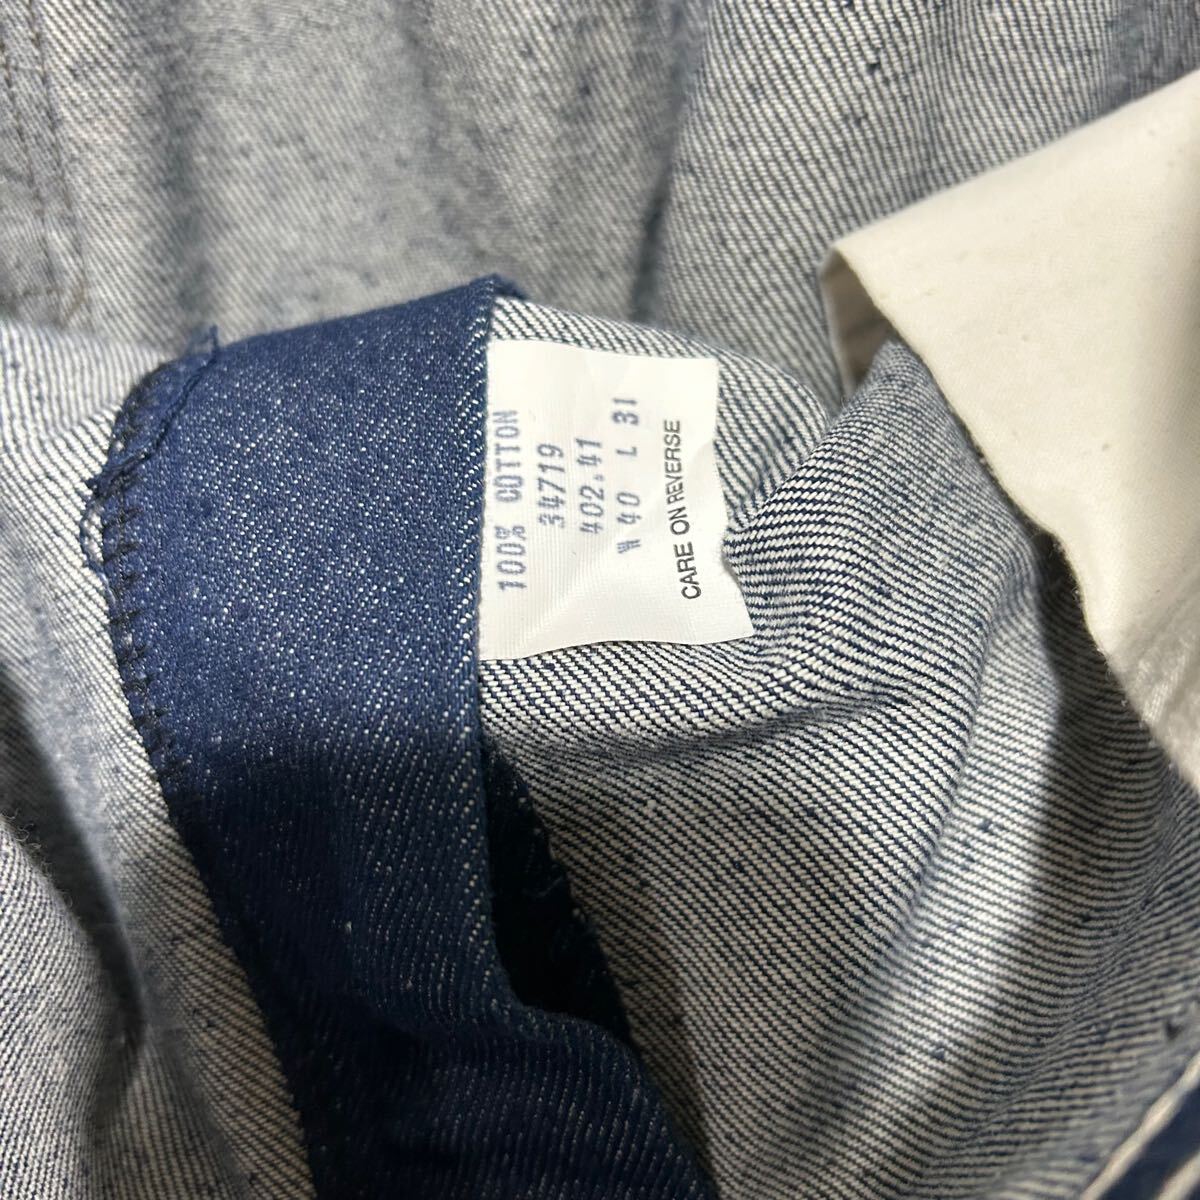 100% COTTON
34719
402.41
W 40 L 31
CARE ON REVERSE